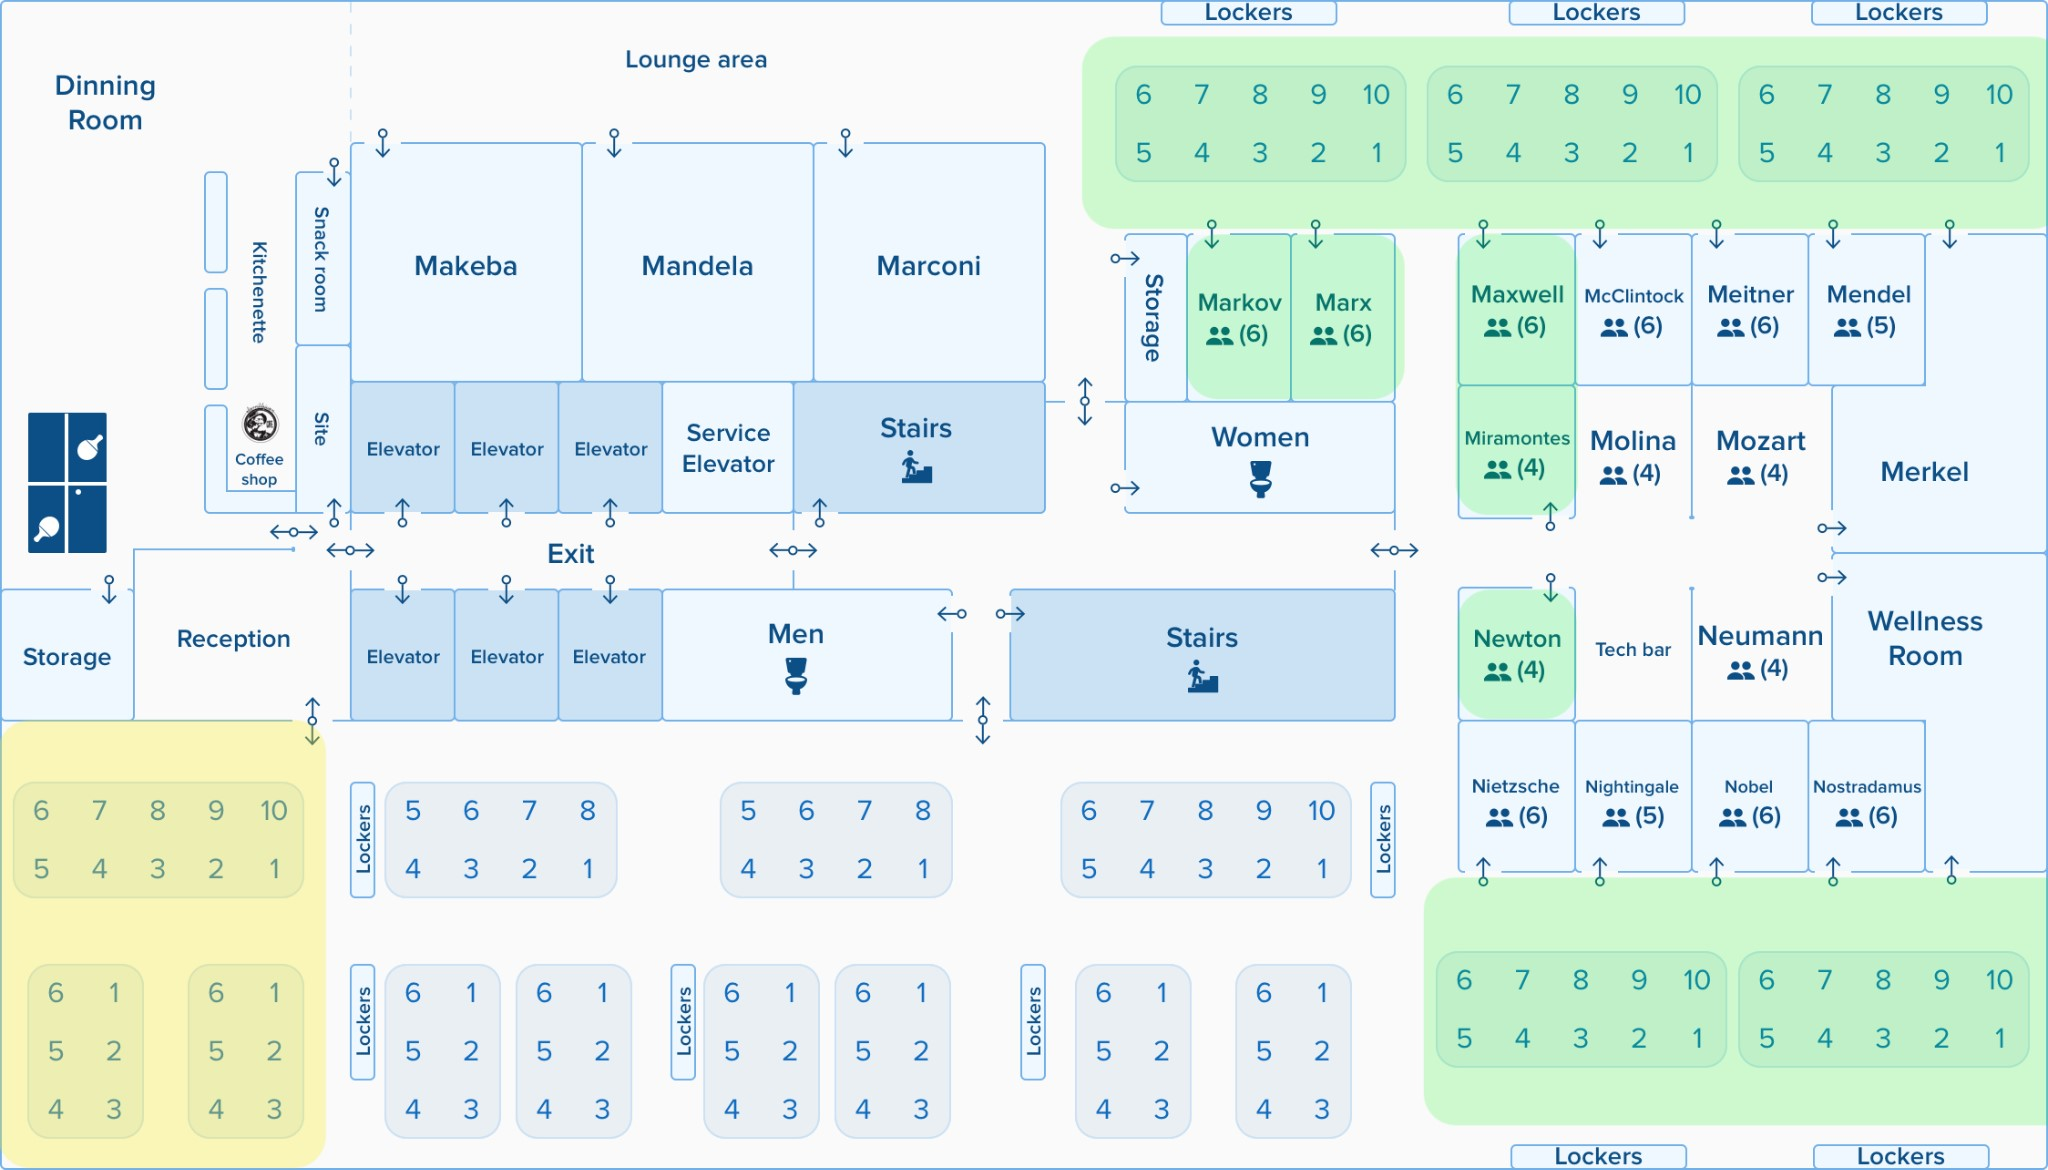 Lockers
Lockers
Lockers
Dinning
Room
Lounge area
6 7 8 9 10
5 4 3 2 1
6 7 8 9 10
5 4 3 2 1
6 7 8 9 10
5 4 3 2 1
Kitchenette
Snack room
Makeba
Mandela
Marconi
Storage
Markov
(6)
Marx
(6)
Maxwell
(6)
McClintock
(6)
Meitner
(6)
Mendel
(5)
Coffee
shop
Site
Elevator
Elevator
Elevator
Service
Elevator
Stairs
Women
Miramontes
(4)
Molina
(4)
Mozart
(4)
Merkel
Exit
Storage
Reception
Elevator
Elevator
Elevator
Men
Stairs
Newton
(4)
Tech bar
Neumann
(4)
Wellness
Room
Nietzsche
(6)
Nightingale
(5)
Nobel
(6)
Nostradamus
(6)
6 7 8 9 10
5 4 3 2 1
Lockers
5 6 7 8
4 3 2 1
5 6 7 8
4 3 2 1
6 7 8 9 10
5 4 3 2 1
Lockers
6 1
5 2
4 3
6 1
5 2
4 3
Lockers
6 1
5 2
4 3
6 1
5 2
4 3
Lockers
6 1
5 2
4 3
6 1
5 2
4 3
Lockers
6 1
5 2
4 3
6 1
5 2
4 3
6 7 8 9 10
5 4 3 2 1
6 7 8 9 10
5 4 3 2 1
Lockers
Lockers